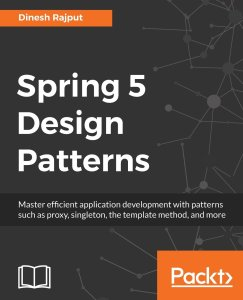 Dinesh Rajput
Spring 5
Design
Patterns
Master efficient application development with patterns
such as proxy, singleton, the template method, and more
Packt>